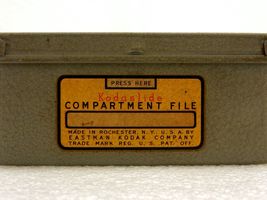 PRESS HERE
Kodaslide
COMPARTMENT FILE
MADE IN ROCHESTER, N. Y., U. S. A. BY
EASTMAN KODAK COMPANY
TRADE MARK REG. U. S. PAT. OFF.